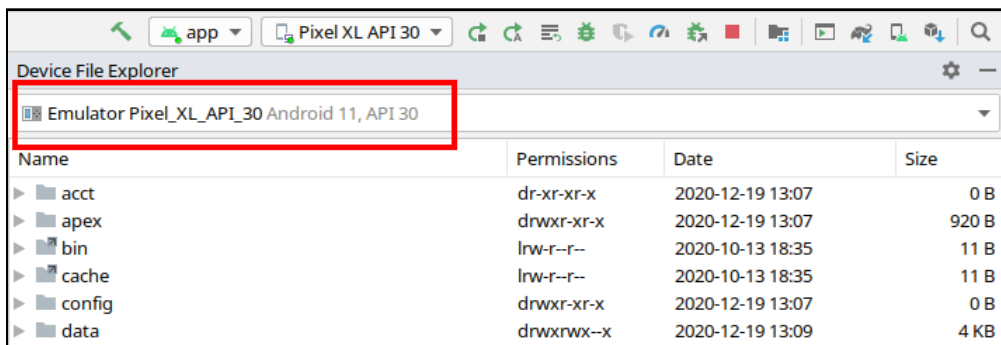 app Pixel XL API 30
Device File Explorer
Emulator Pixel_XL_API_30 Android 11, API 30
Name Permissions Date Size
acct dr-xr-xr-x 2020-12-19 13:07 0 B
apex drwxr-xr-x 2020-12-19 13:07 920 B
bin lrw-r--r-- 2020-10-13 18:35 11 B
cache lrw-r--r-- 2020-10-13 18:35 11 B
config drwxr-xr-x 2020-12-19 13:07 0 B
data drwxrwx--x 2020-12-19 13:09 4 KB